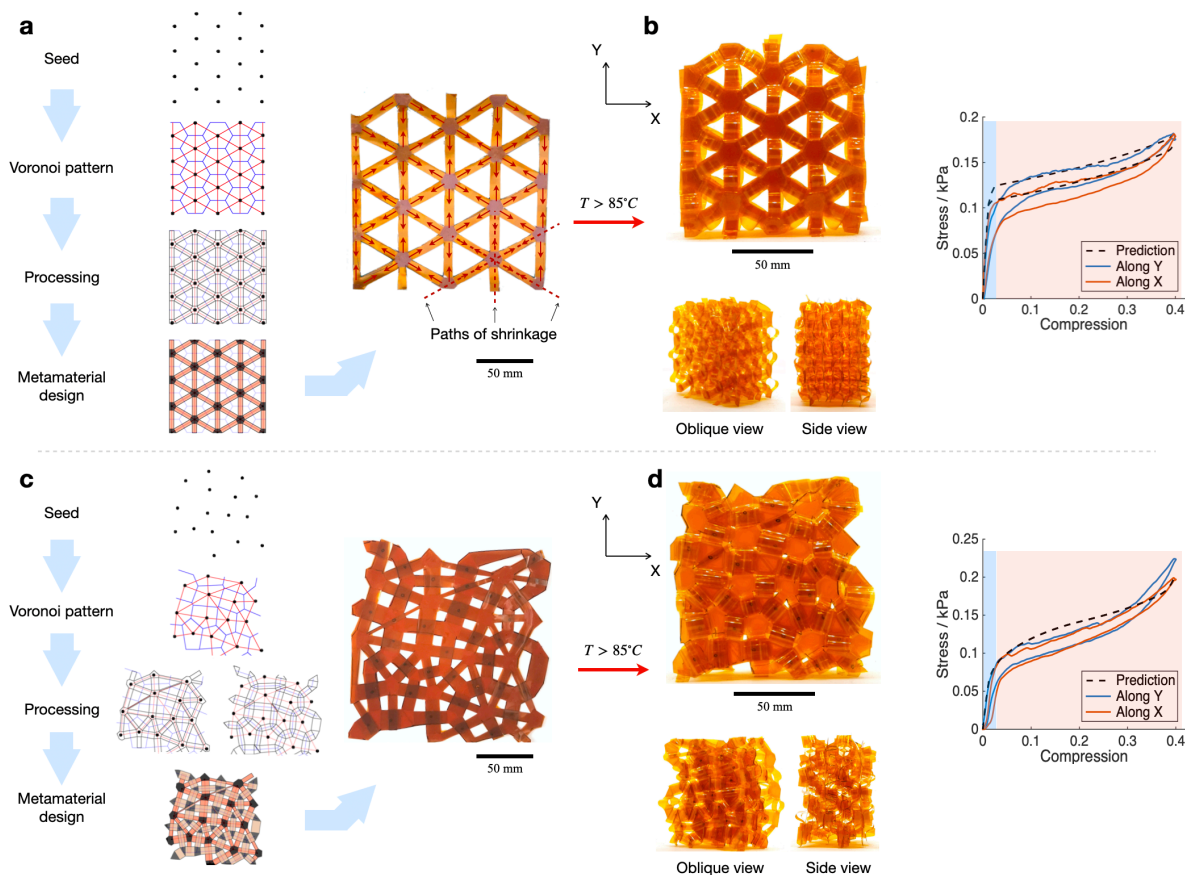 a
Seed
Voronoi pattern
Processing
Metamaterial
design
Paths of shrinkage
50 mm
T > 85°C
b
Y
X
50 mm
Oblique view
Side view
Stress / kPa
0.2
0.15
0.1
0.05
0
0
0.1
0.2
0.3
0.4
Compression
Prediction
Along Y
Along X
c
Seed
Voronoi pattern
Processing
Metamaterial
design
50 mm
T > 85°C
d
Y
X
50 mm
Oblique view
Side view
Stress / kPa
0.25
0.2
0.15
0.1
0.05
0
0
0.1
0.2
0.3
0.4
Compression
Prediction
Along Y
Along X